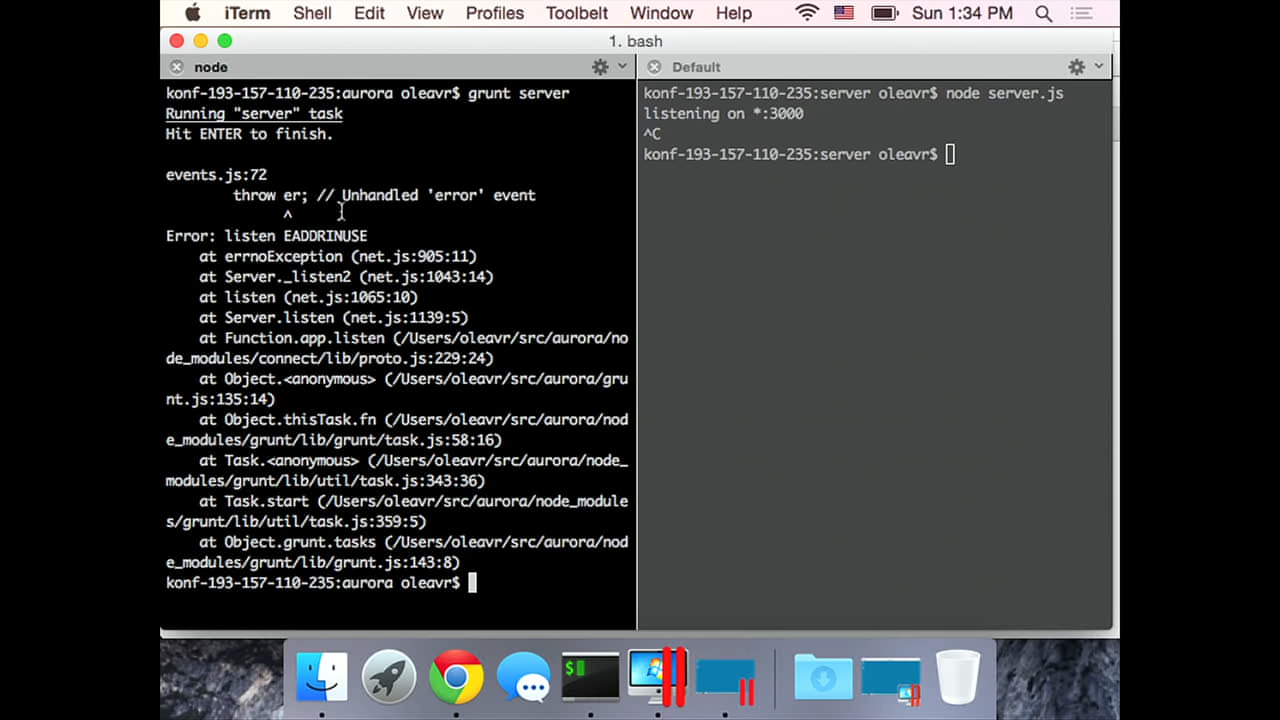 iTerm Shell Edit View Profiles Toolbelt Window Help Sun 1:34 PM
1. bash
node
konf-193-157-110-235:aurora oleavr$ grunt server
Running "server" task
Hit ENTER to finish.
events.js:72
throw er; // Unhandled 'error' event
^
Error: listen EADDRINUSE
at errnoException (net.js:905:11)
at Server._listen2 (net.js:1043:14)
at listen (net.js:1065:10)
at Server.listen (net.js:1139:5)
at Function.app.listen (/Users/oleavr/src/aurora/no
de_modules/connect/lib/proto.js:229:24)
at Object.<anonymous> (/Users/oleavr/src/aurora/gru
nt.js:135:14)
at Object.thisTask.fn (/Users/oleavr/src/aurora/nod
e_modules/grunt/lib/grunt/task.js:58:16)
at Task.<anonymous> (/Users/oleavr/src/aurora/node_
modules/grunt/lib/util/task.js:343:36)
at Task.start (/Users/oleavr/src/aurora/node_module
s/grunt/lib/util/task.js:359:5)
at Object.grunt.tasks (/Users/oleavr/src/aurora/nod
e_modules/grunt/lib/grunt.js:143:8)
konf-193-157-110-235:aurora oleavr$
Default
konf-193-157-110-235:server oleavr$ node server.js
listening on *:3000
^C
konf-193-157-110-235:server oleavr$
$